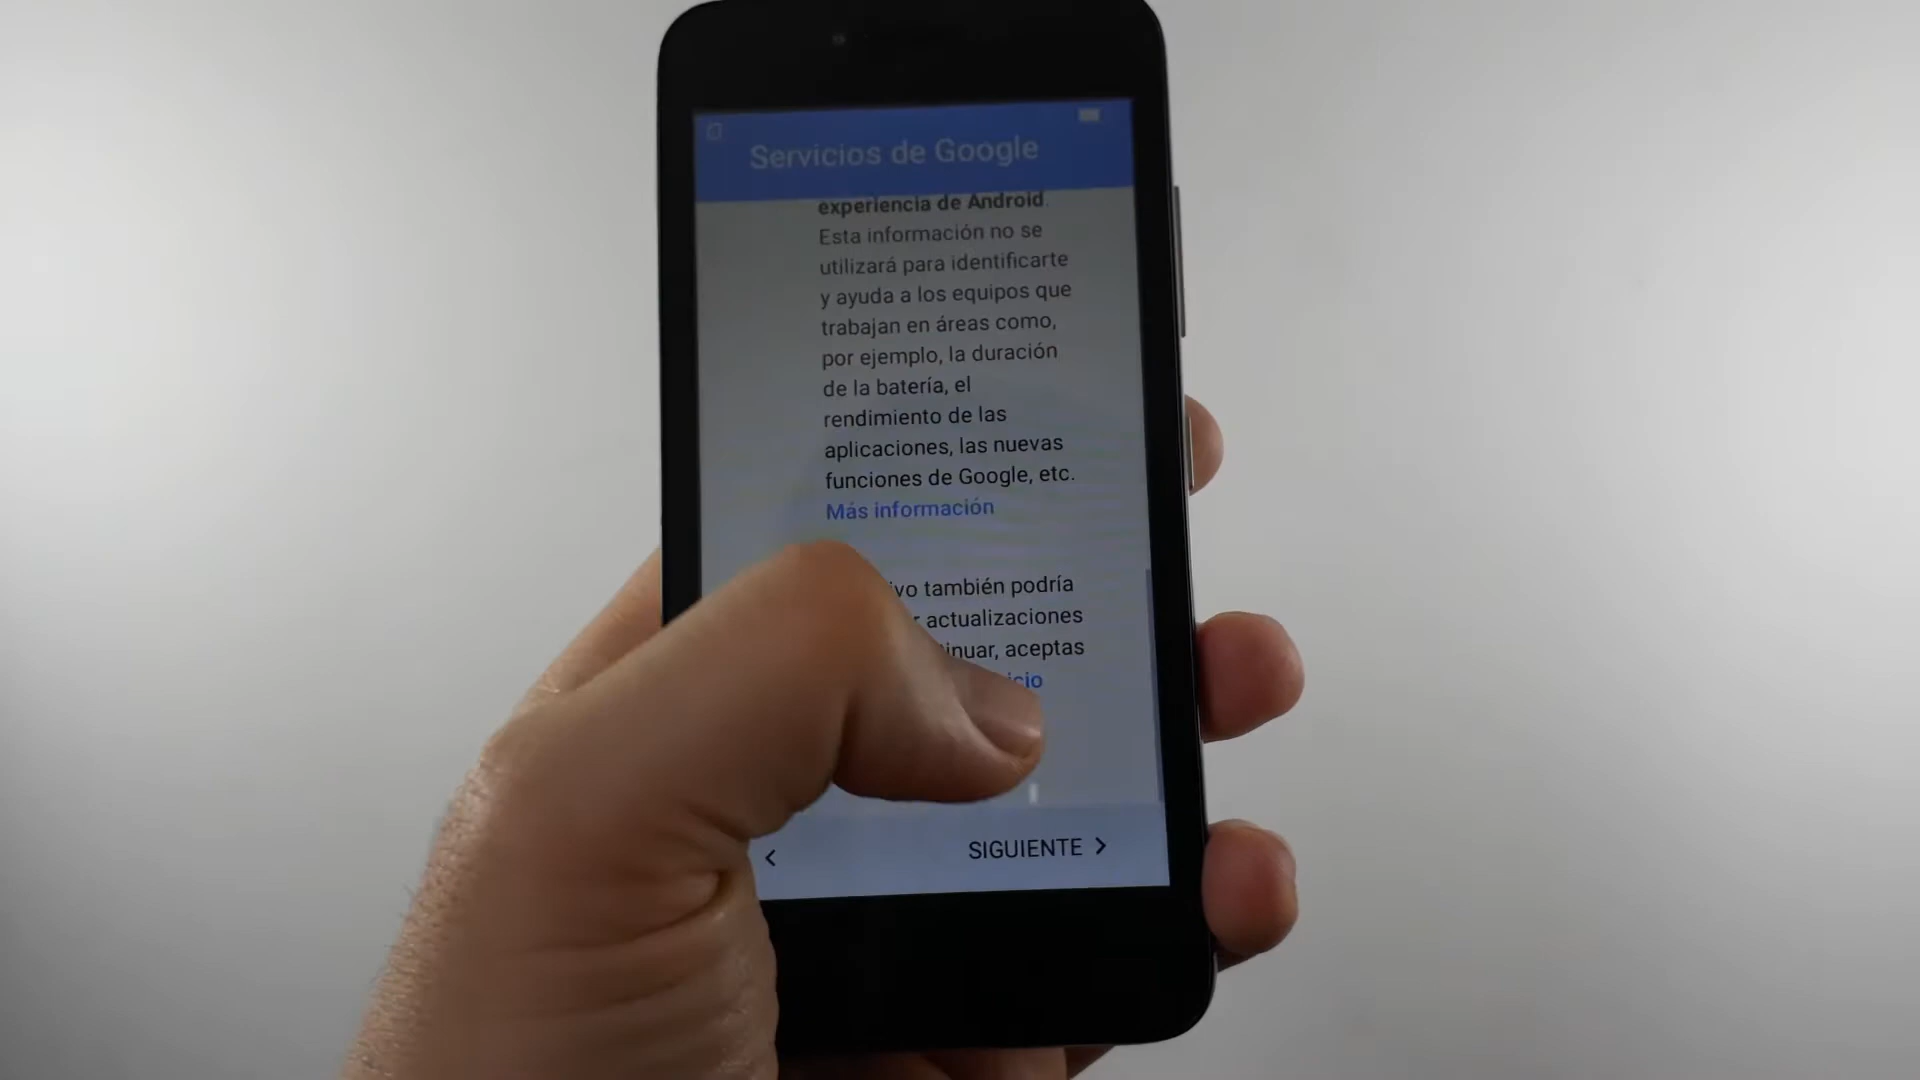 Servicios de Google
experiencia de Android.
Esta información no se
utilizará para identificarte
y ayuda a los equipos que
trabajan en áreas como,
por ejemplo, la duración
de la batería, el
rendimiento de las
aplicaciones, las nuevas
funciones de Google, etc.
Más información
también podría
actualizaciones
aceptas
SIGUIENTE >